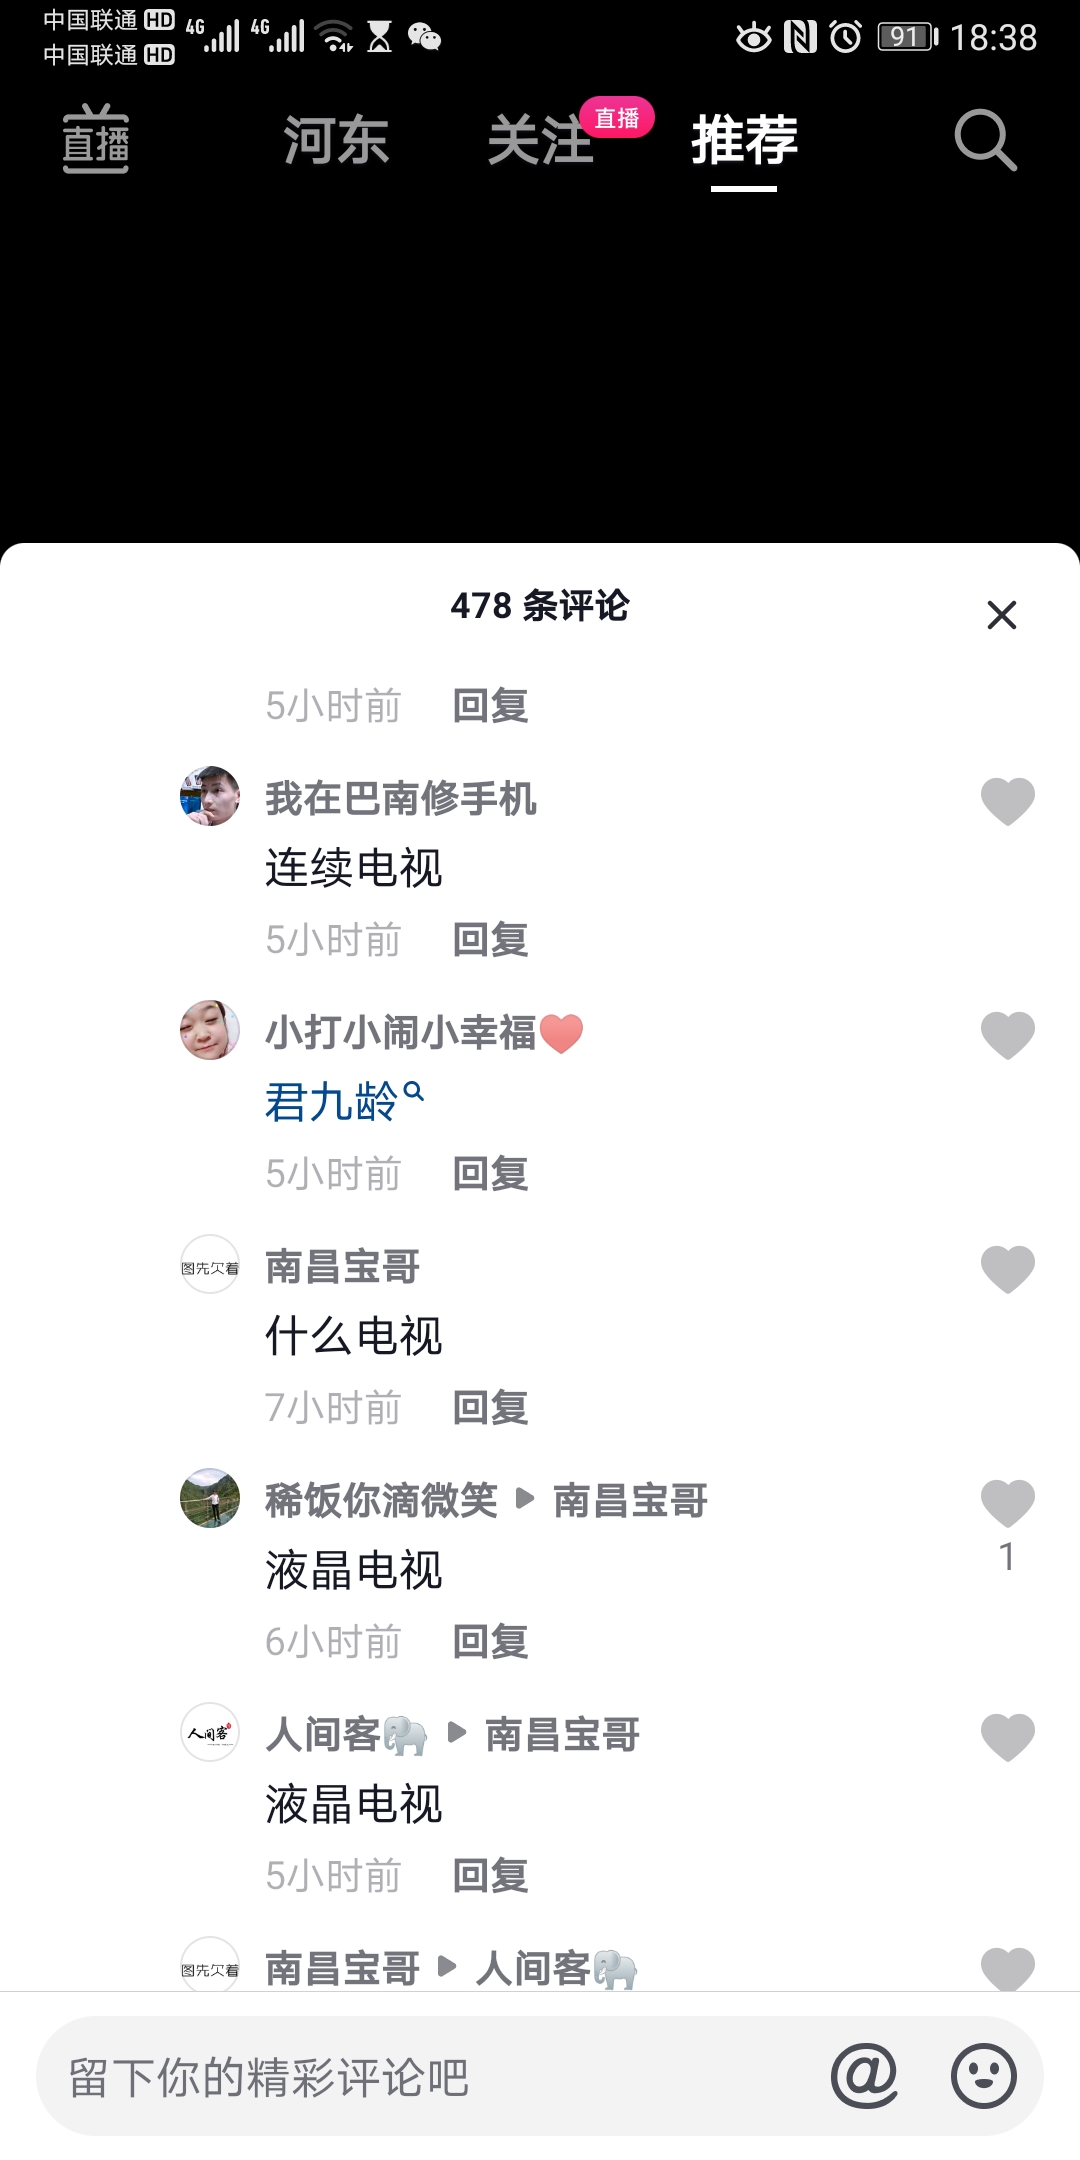 中国联通 HD 4G 4G 91 18:38
中国联通 HD
直播 河东 关注 直播 推荐
478 条评论
5小时前 回复
我在巴南修手机
连续电视
5小时前 回复
小打小闹小幸福
君九龄
5小时前 回复
图先欠着 南昌宝哥
什么电视
7小时前 回复
稀饭你滴微笑 南昌宝哥
液晶电视
1
6小时前 回复
人间客 人间客 南昌宝哥
液晶电视
5小时前 回复
图先欠着 南昌宝哥 人间客
留下你的精彩评论吧 @